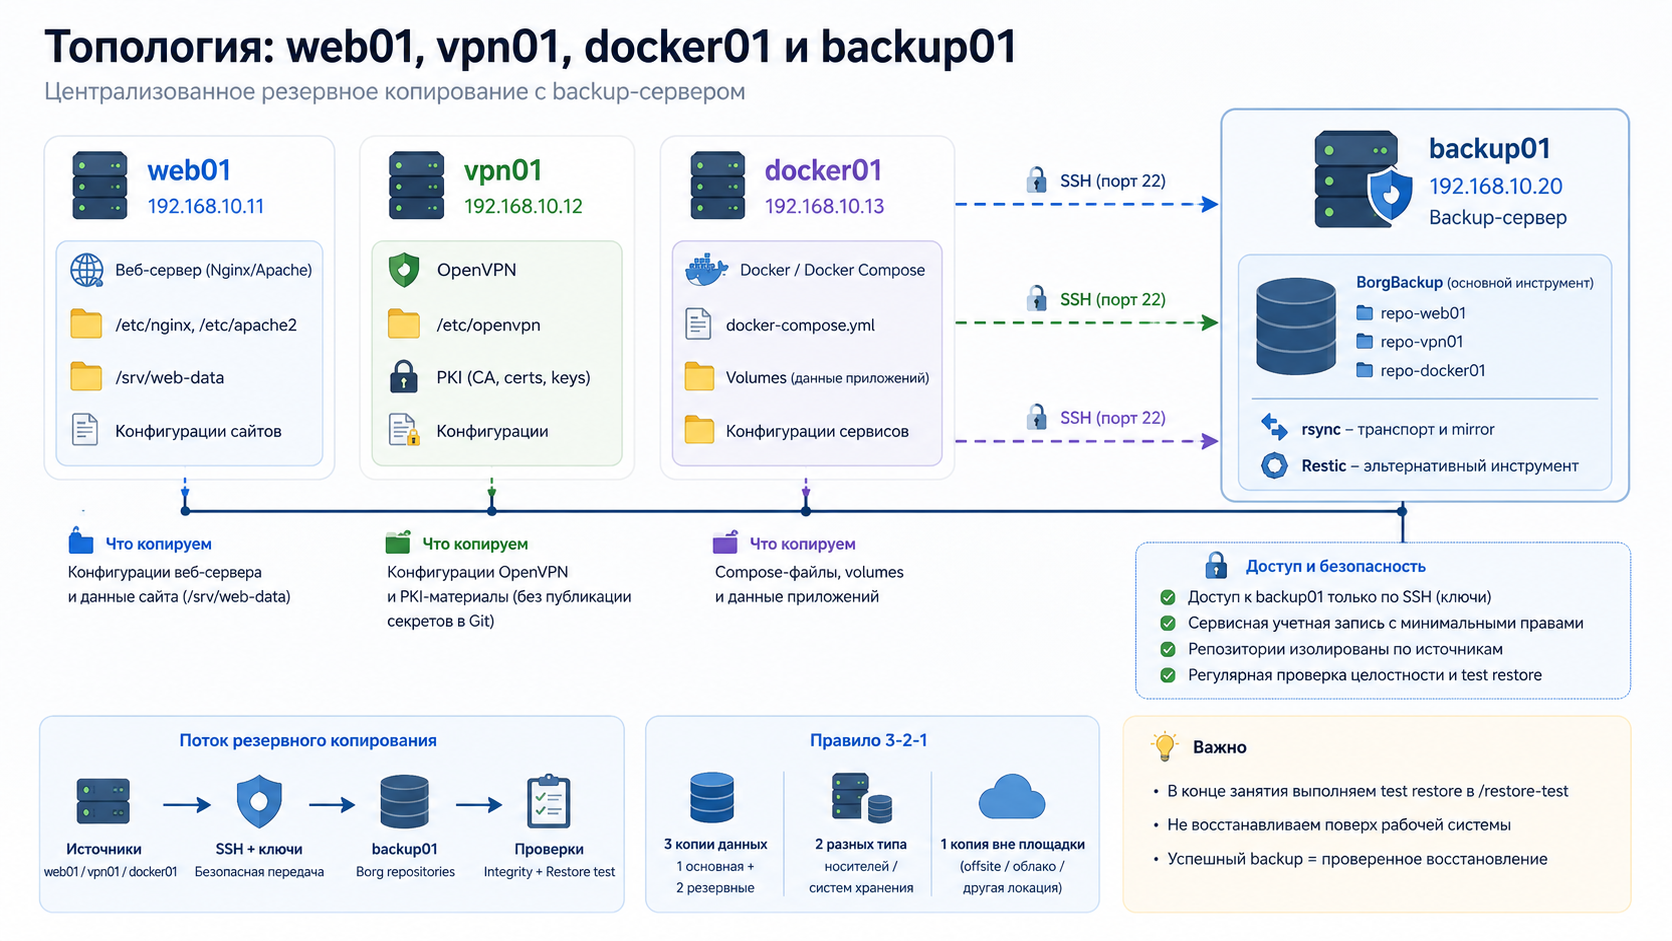 Топология: web01, vpn01, docker01 и backup01
Централизованное резервное копирование с backup-сервером
web01
192.168.10.11
Веб-сервер (Nginx/Apache)
/etc/nginx, /etc/apache2
/srv/web-data
Конфигурации сайтов
vpn01
192.168.10.12
OpenVPN
/etc/openvpn
PKI (CA, certs, keys)
Конфигурации
docker01
192.168.10.13
Docker / Docker Compose
docker-compose.yml
Volumes (данные приложений)
Конфигурации сервисов
SSH (порт 22)
SSH (порт 22)
SSH (порт 22)
backup01
192.168.10.20
Backup-сервер
BorgBackup (основной инструмент)
repo-web01
repo-vpn01
repo-docker01
rsync – транспорт и mirror
Restic – эльтернативный инструмент
Что копируем
Конфигурации веб-сервера
и данные сайта (/srv/web-data)
Что копируем
Конфигурации OpenVPN
и PKI-материалы (без публикации
секретов в Git)
Что копируем
Compose-файлы, volumes
и данные приложений
Доступ и безопасность
Доступ к backup01 только по SSH (ключи)
Сервисная учетная запись с минимальными правами
Репозитории изолированы по источникам
Регулярная проверка целостности и test restore
Поток резервного копирования
Источники
web01 / vpn01 / docker01
SSH + ключи
Безопасная передача
backup01
Borg repositories
Проверки
Integrity + Restore test
Правило 3-2-1
3 копии данных
1 основная +
2 резервные
2 разных типа
носителей /
систем хранения
1 копия вне площадки
(offsite / облако /
другая локация)
Важно
• В конце занятия выполняем test restore в /restore-test
• Не восстанавливаем поверх рабочей системы
• Успешный backup = проверенное восстановление